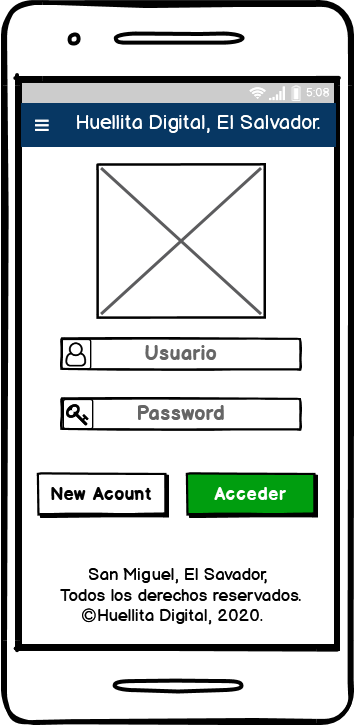 5:08
Huellita Digital, El Salvador.
Usuario
Password
New Acount
Acceder
San Miguel, El Savador,
Todos los derechos reservados.
©Huellita Digital, 2020.